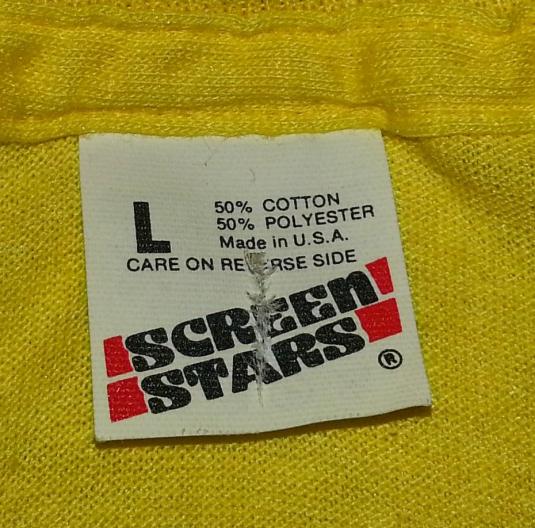 L
50% COTTON
50% POLYESTER
Made in U.S.A.
CARE ON REVERSE SIDE
SCREEN
STARS
®